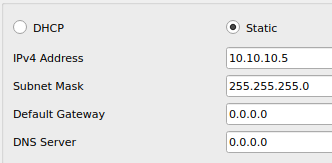 DHCP Static
IPv4 Address 10.10.10.5
Subnet Mask 255.255.255.0
Default Gateway 0.0.0.0
DNS Server 0.0.0.0